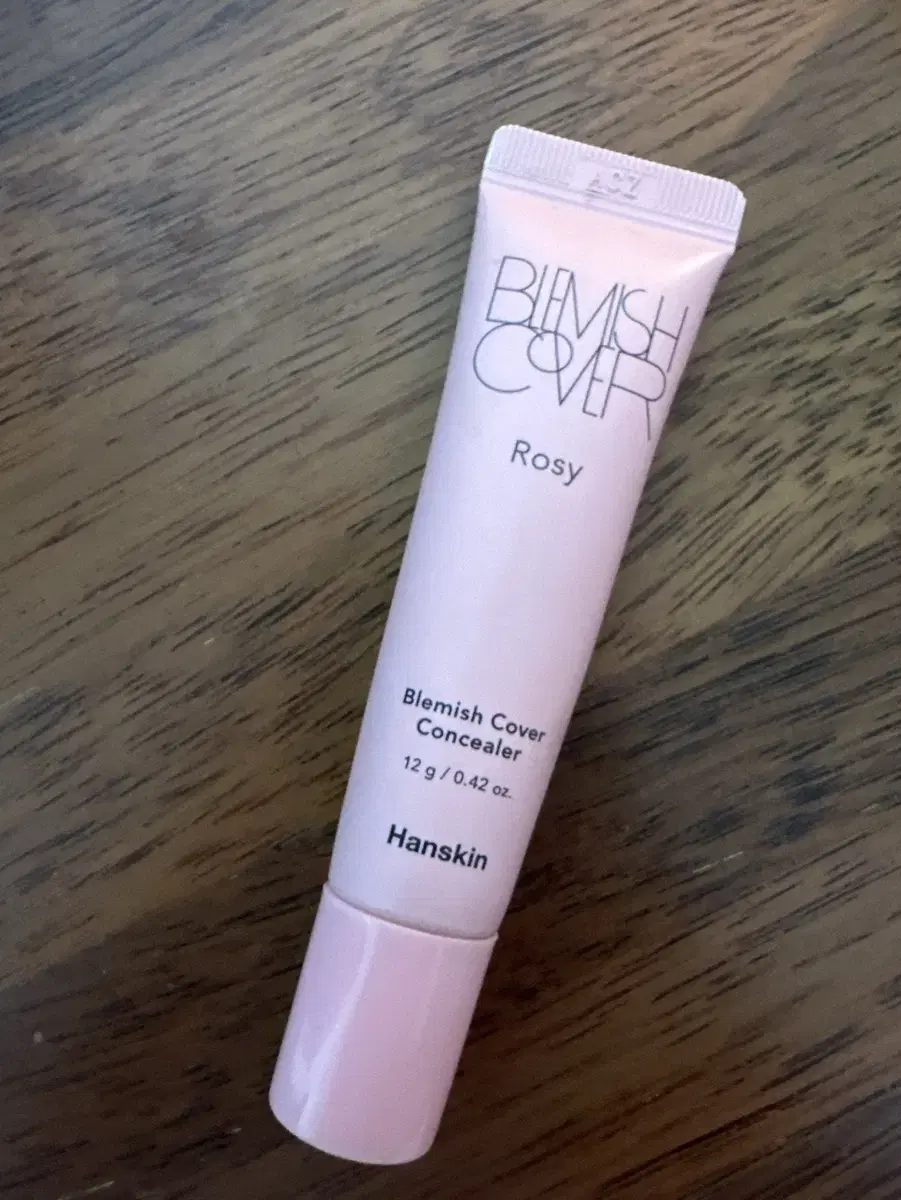 BLEMISH
COVER
Rosy
Blemish Cover
Concealer
12 g / 0.42 oz.
Hanskin